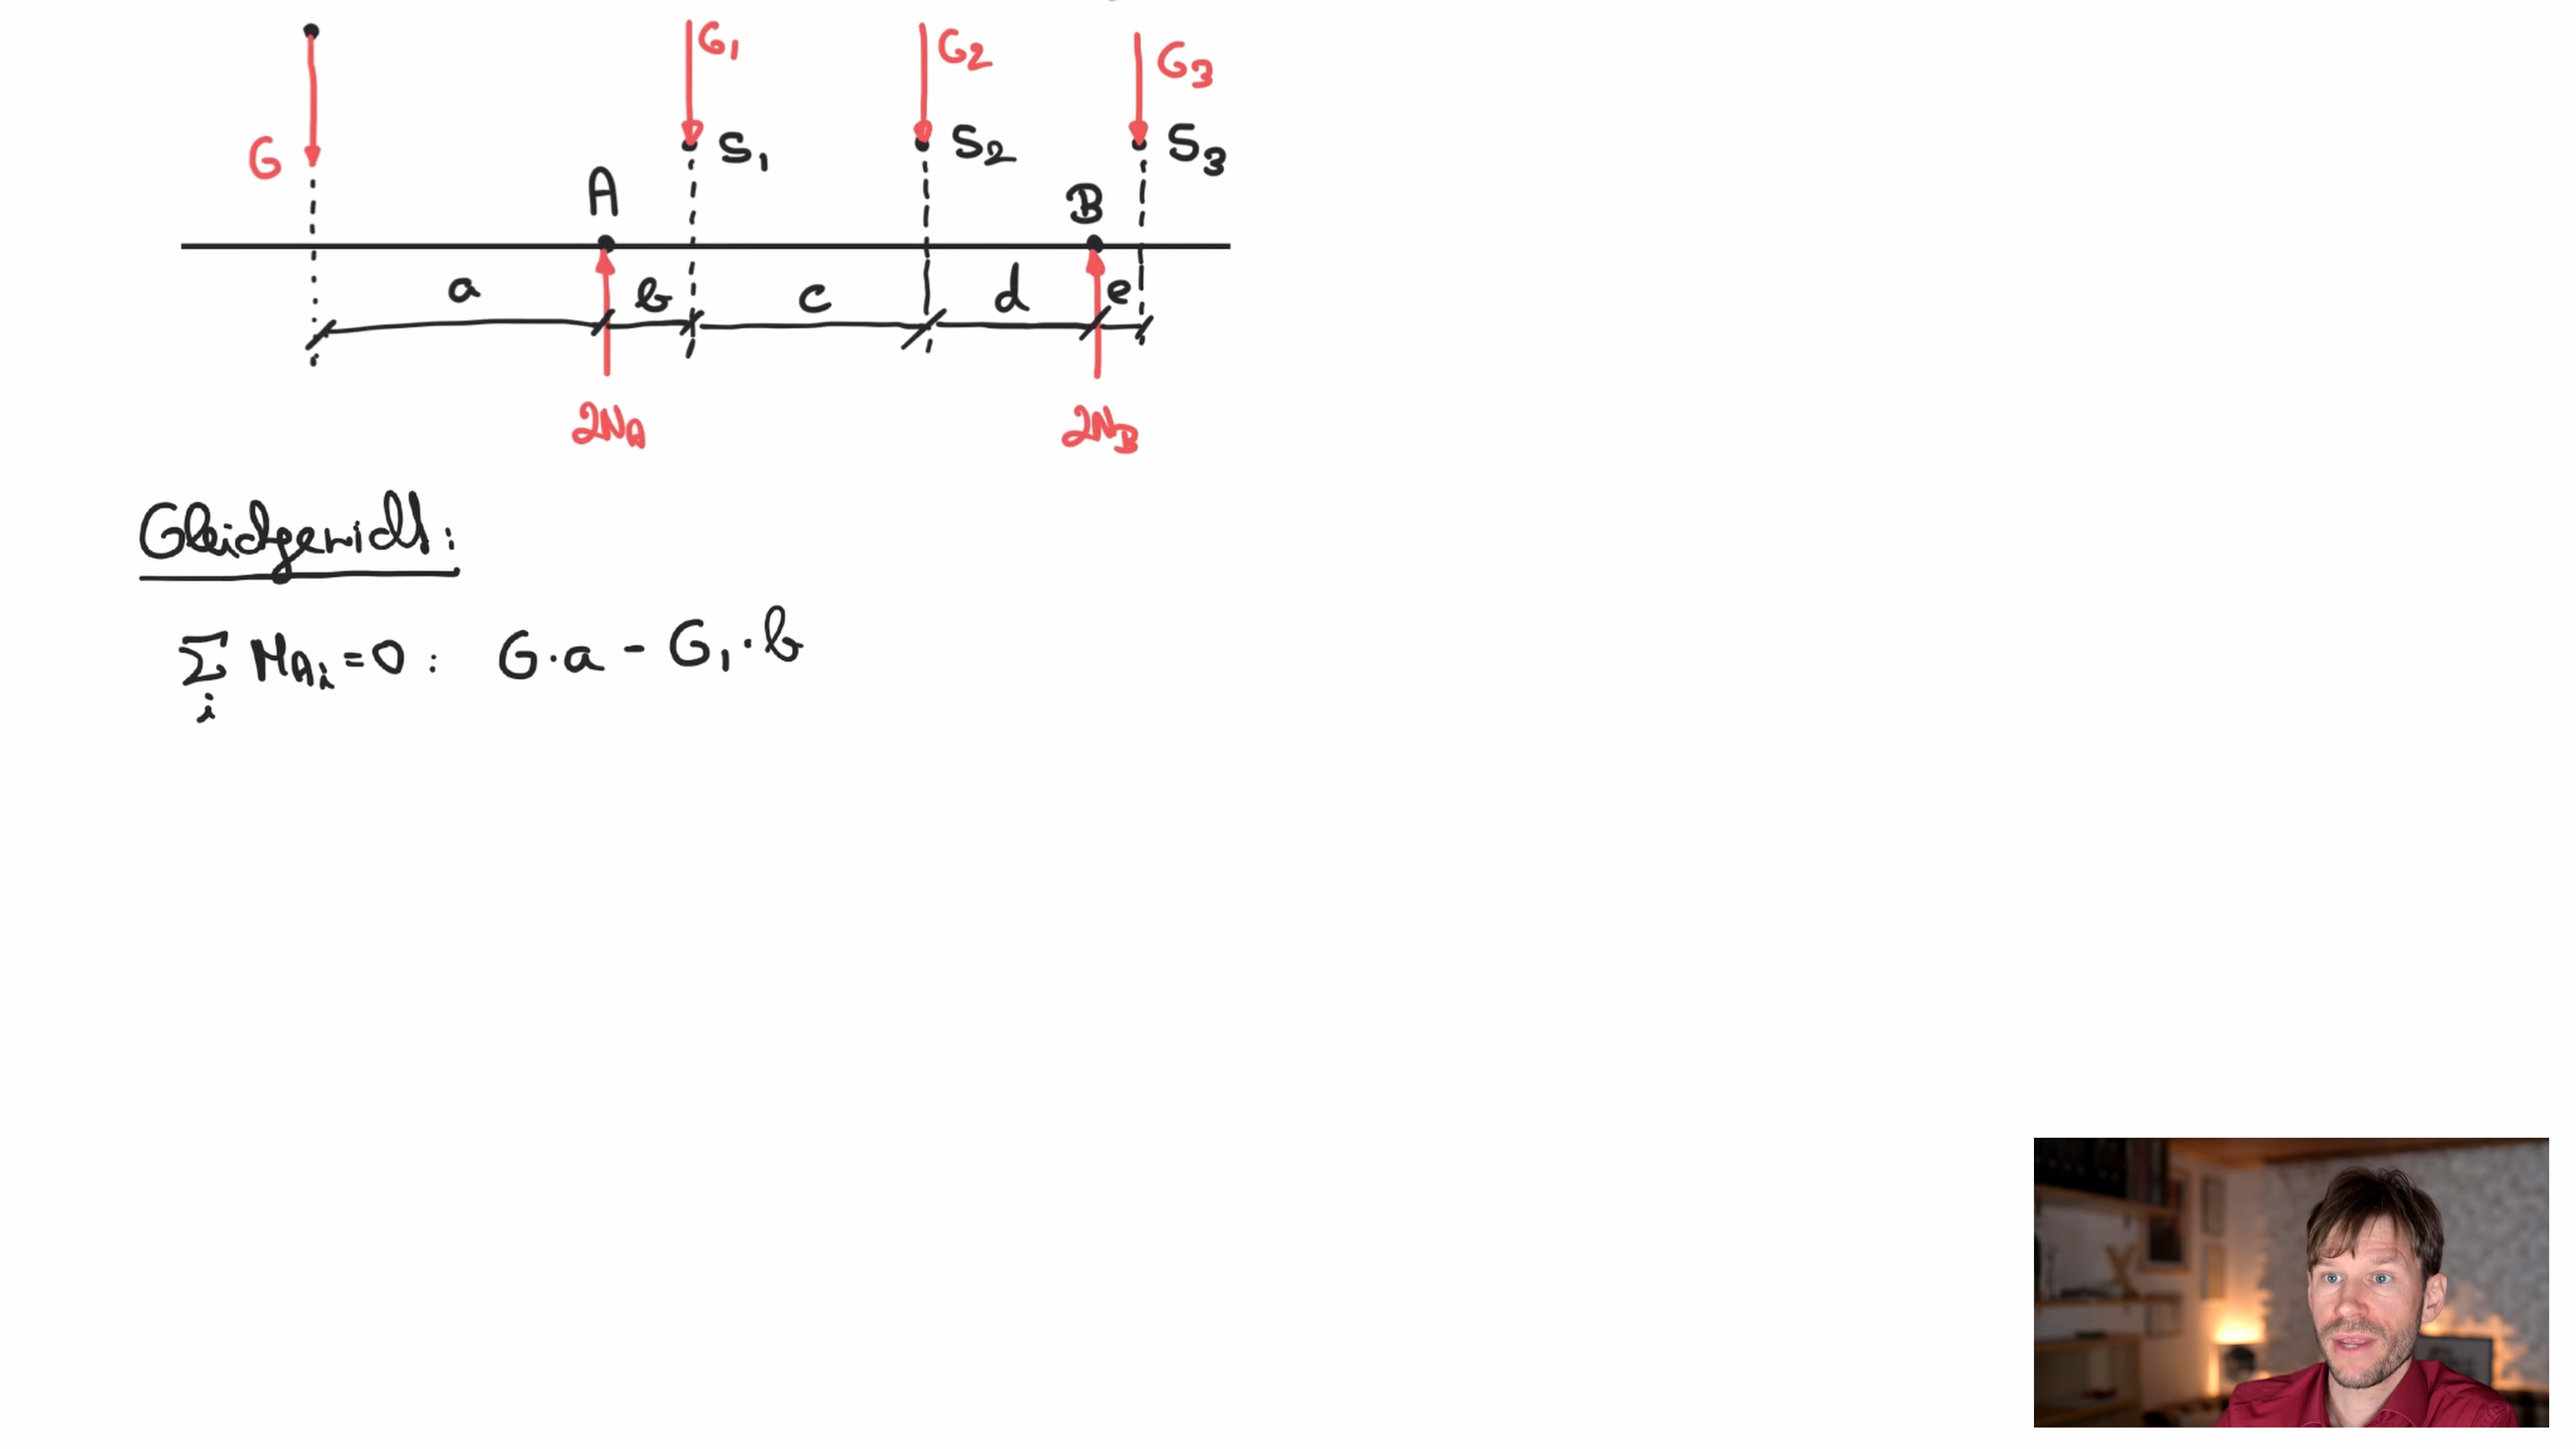 G₁ G₂ G₃
G S₁ S₂ S₃
A B
a b c d e
2N_A 2N_B
Gleichgewicht:
∑ᵢ M_Aᵢ = 0 : G · a - G₁ · b